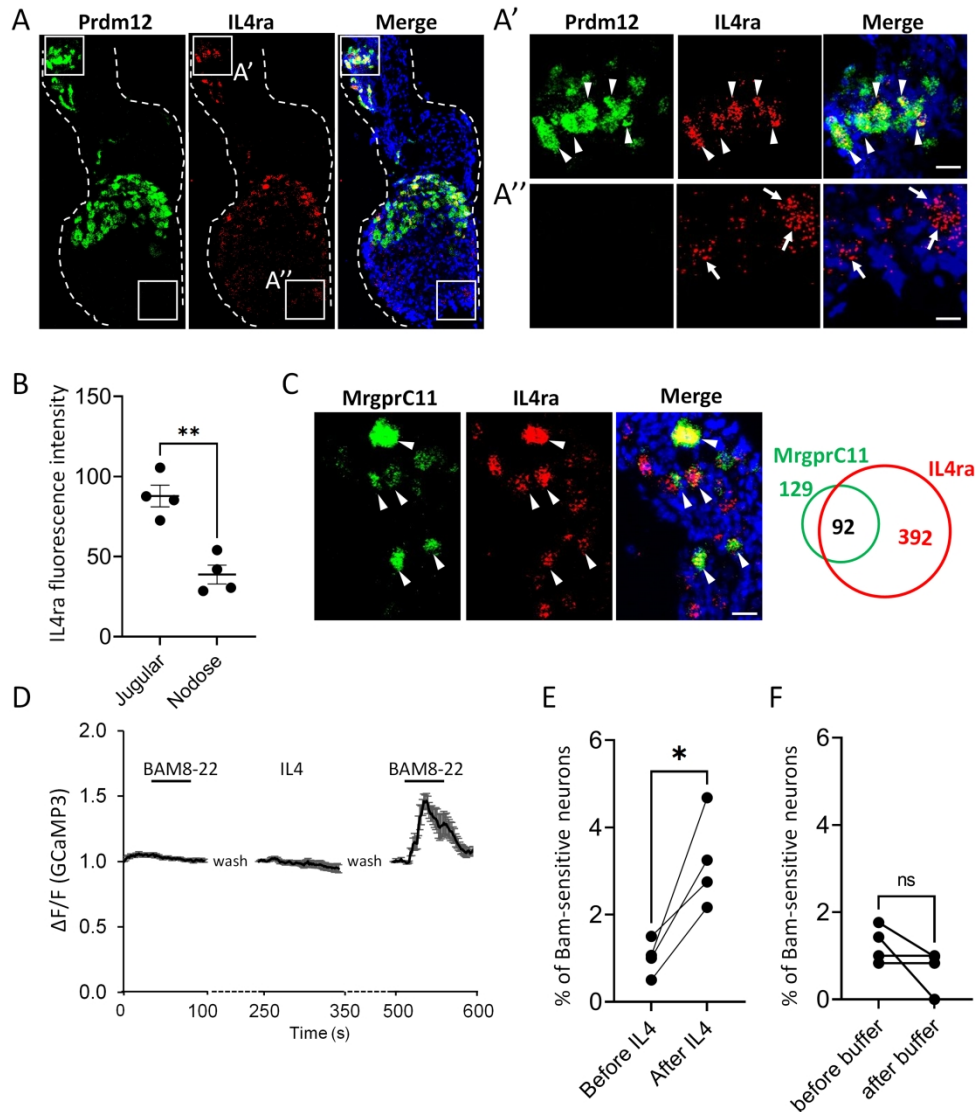 A
Prdm12 IL4ra Merge
A'
A''
A'
Prdm12 IL4ra Merge
A''
B
IL4ra fluorescence intensity
150
100
50
0
**
Jugular
Nodose
C
MrgprC11 IL4ra Merge
MrgprC11
129
IL4ra
92
392
D
ΔF/F (GCaMP3)
2.0
1.5
1.0
0.5
0.0
BAM8-22 IL4 BAM8-22
wash wash
0 100 250 350 500 600
Time (s)
E
% of Bam-sensitive neurons
6
4
2
0
*
Before IL4
After IL4
F
% of Bam-sensitive neurons
6
4
2
0
ns
before buffer
after buffer